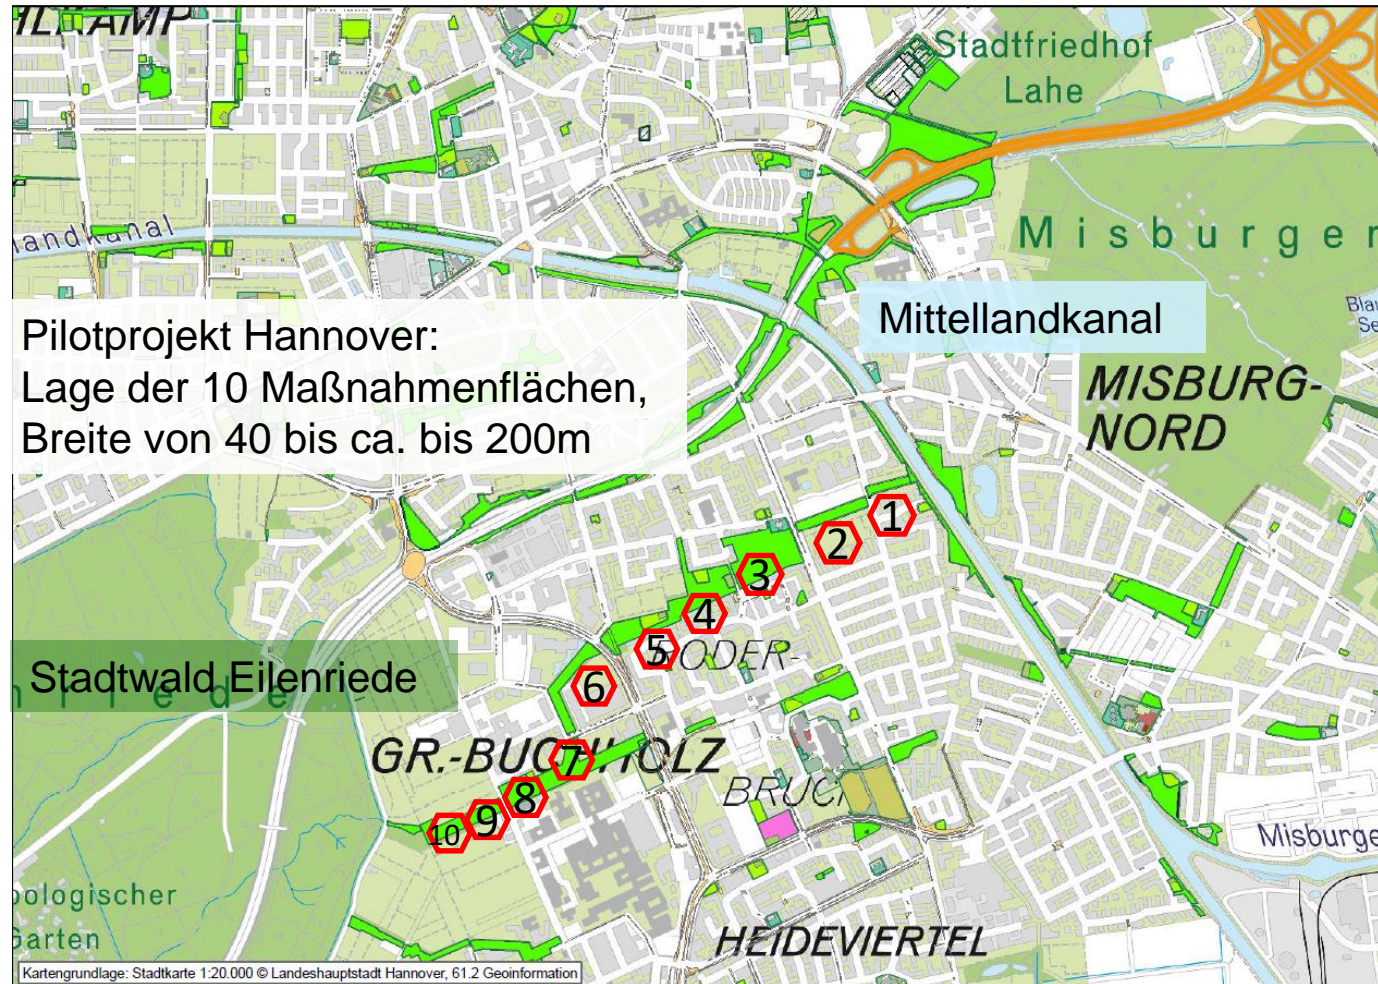 Stadtfriedhof
Lahe
landkanal
Misburger
Mittellandkanal
Pilotprojekt Hannover:
Lage der 10 Maßnahmenflächen,
Breite von 40 bis ca. bis 200m
MISBURG-
NORD
1
2
3
4
5
ODER-
6
Stadtwald Eilenriede
GR.-BUCHHOLZ
7
8
BRUCH
9
10
Misburge
ologischer
Garten
HEIDEVIERTEL
Kartengrundlage: Stadtkarte 1:20.000 © Landeshauptstadt Hannover, 61.2 Geoinformation